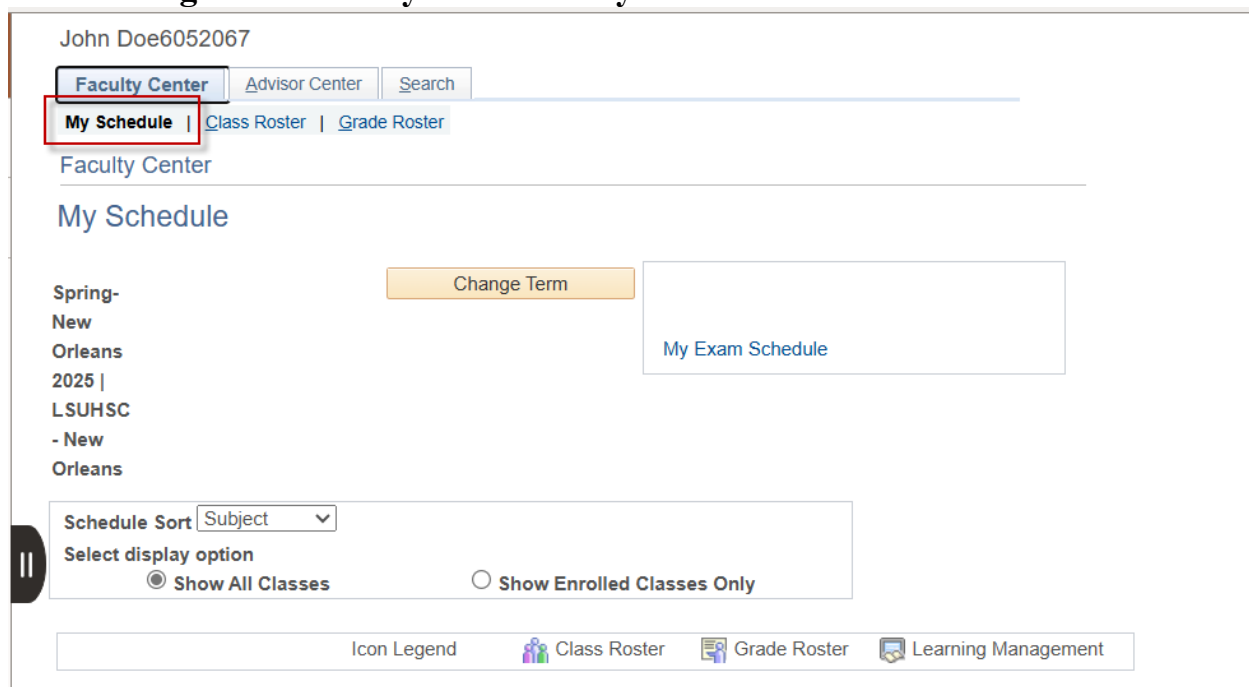 John Doe6052067
Faculty Center Advisor Center Search
My Schedule | Class Roster | Grade Roster
Faculty Center
My Schedule
Change Term
Spring-
New
Orleans
2025 |
LSUHSC
- New
Orleans
My Exam Schedule
Schedule Sort Subject
Select display option
Show All Classes Show Enrolled Classes Only
Icon Legend Class Roster Grade Roster Learning Management